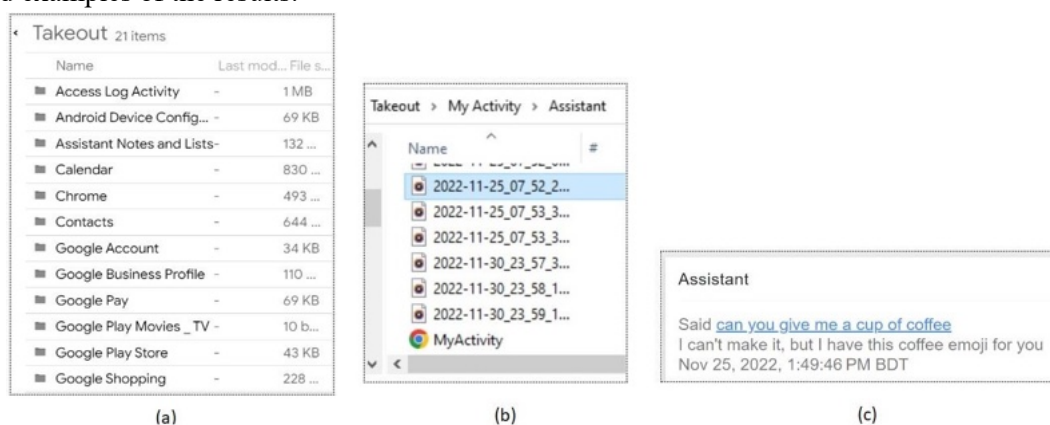 d examples of the results:
Takeout 21 items
Name Last mod... File s...
Access Log Activity - 1 MB
Android Device Config... - 69 KB
Assistant Notes and Lists- 132 ...
Calendar - 830 ...
Chrome - 493 ...
Contacts - 644 ...
Google Account - 34 KB
Google Business Profile - 110 ...
Google Pay - 69 KB
Google Play Movies _ TV - 10 b...
Google Play Store - 43 KB
Google Shopping - 228 ...
(a)
Takeout > My Activity > Assistant
Name #
2022-11-25_07_52_2...
2022-11-25_07_53_3...
2022-11-25_07_53_3...
2022-11-30_23_57_3...
2022-11-30_23_58_1...
2022-11-30_23_59_1...
MyActivity
(b)
Assistant
Said can you give me a cup of coffee
I can't make it, but I have this coffee emoji for you
Nov 25, 2022, 1:49:46 PM BDT
(c)